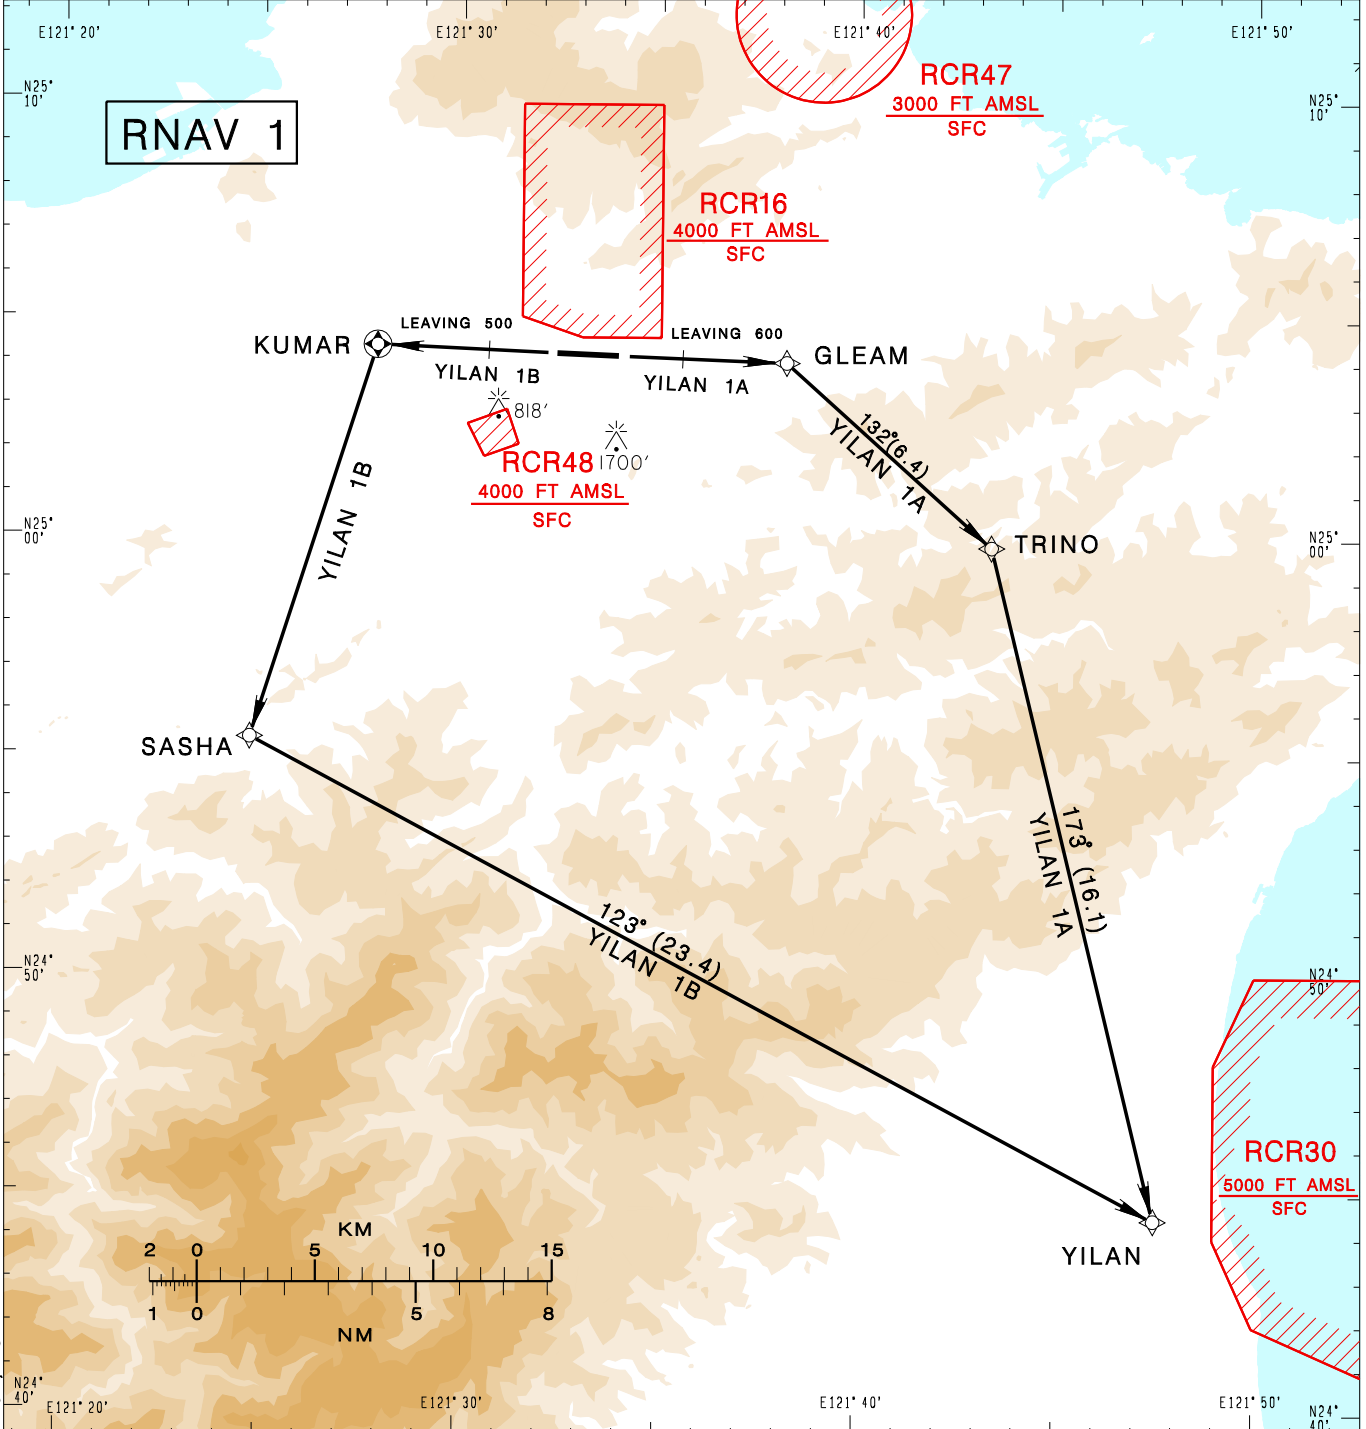 E121° 20'
E121° 30'
E121° 40'
E121° 50'
N25°
10'
N25°
10'
RNAV 1
RCR47
3000 FT AMSL
SFC
RCR16
4000 FT AMSL
SFC
LEAVING 500
LEAVING 600
KUMAR
GLEAM
YILAN 1B
YILAN 1A
818'
1700'
RCR48
4000 FT AMSL
SFC
132°(6.4)
YILAN 1A
YILAN 1B
N25°
00'
N25°
00'
TRINO
SASHA
173° (16.1)
YILAN 1A
123° (23.4)
YILAN 1B
N24°
50'
N24°
50'
RCR30
5000 FT AMSL
SFC
YILAN
KM
2 0 5 10 15
1 0 5 8
NM
N24°
40'
E121° 20'
E121° 30'
E121° 40'
E121° 50'
N24°
40'